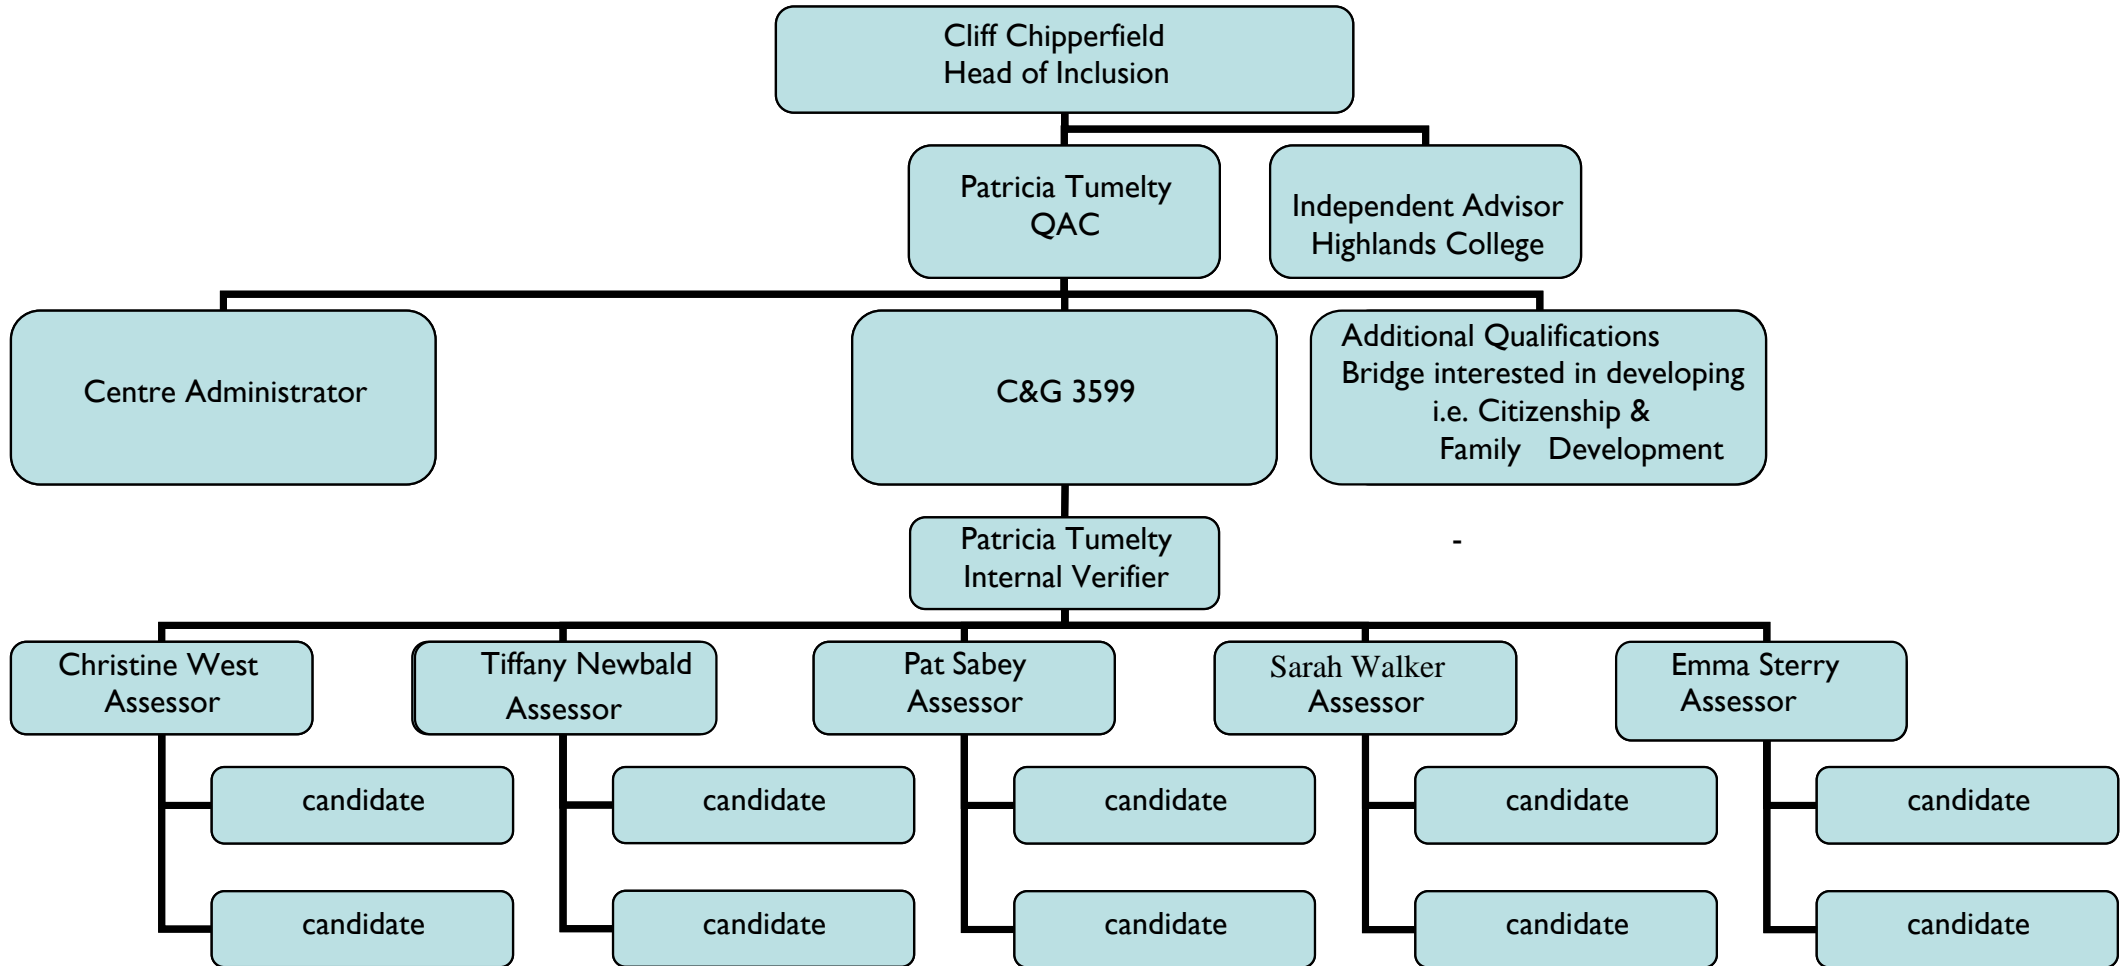 Cliff Chipperfield
Head of Inclusion
Patricia Tumelty
QAC
Independent Advisor
Highlands College
Centre Administrator
C&G 3599
Additional Qualifications
Bridge interested in developing
i.e. Citizenship &
Family Development
Patricia Tumelty
Internal Verifier
-
Christine West
Assessor
Tiffany Newbald
Assessor
Pat Sabey
Assessor
Sarah Walker
Assessor
Emma Sterry
Assessor
candidate
candidate
candidate
candidate
candidate
candidate
candidate
candidate
candidate
candidate